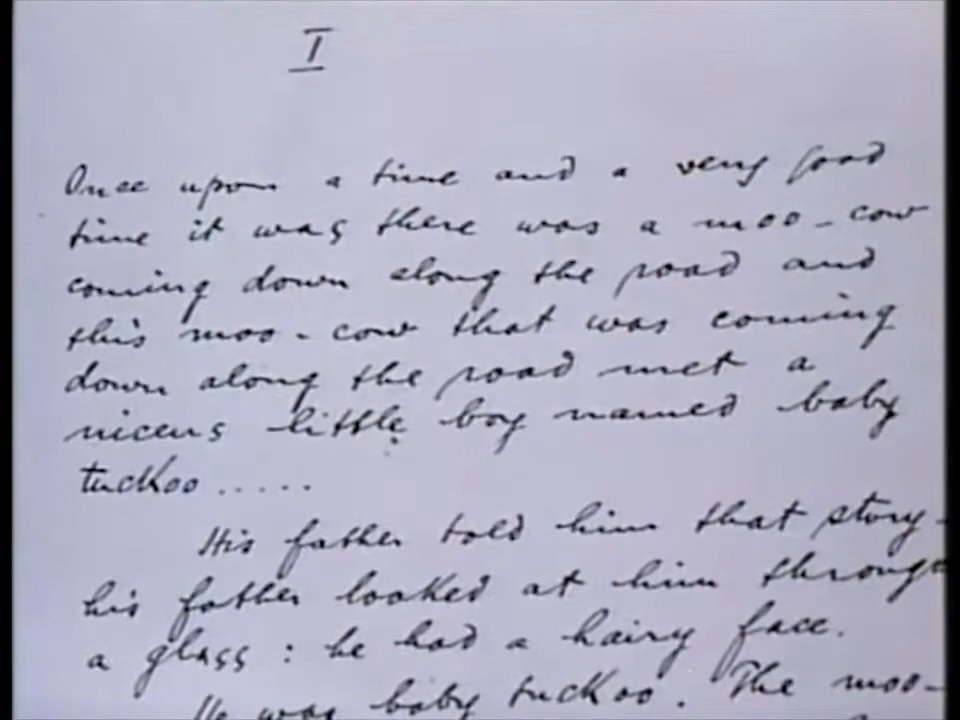 I
Once upon a time and a very good
time it was there was a moo-cow
coming down along the road and
this moo-cow that was coming
down along the road met a
nicens little boy named baby
tuckoo.....
His father told him that story-
his father looked at him through
a glass: he had a hairy face.
He was baby tuckoo. The moo-